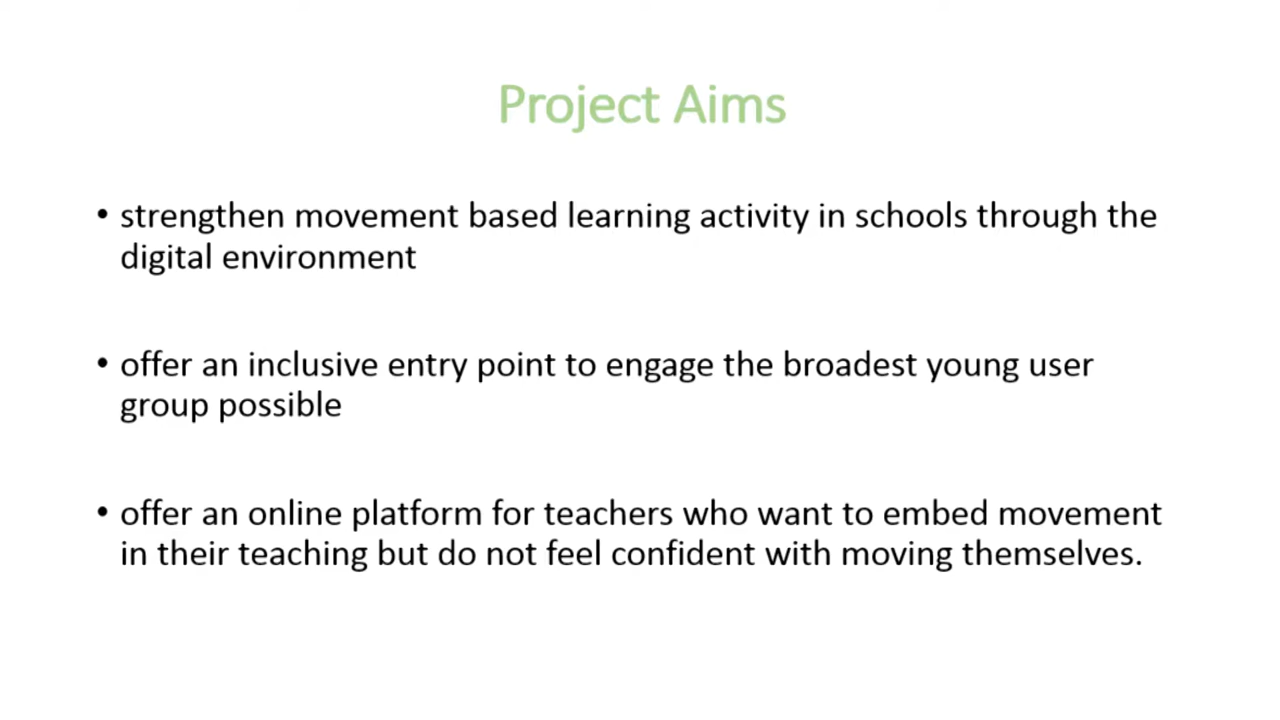 Project Aims
• strengthen movement based learning activity in schools through the
digital environment
• offer an inclusive entry point to engage the broadest young user
group possible
• offer an online platform for teachers who want to embed movement
in their teaching but do not feel confident with moving themselves.